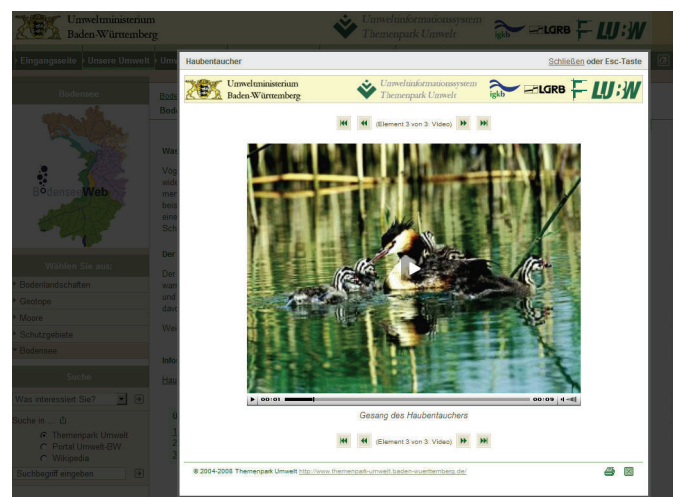 Umweltministerium
Baden-Württemberg
Umweltinformationssystem
Themenpark Umwelt
igkb
LGRB
LUBW
Eingangsseite
Unsere Umwelt
Bodensee
BodenseeWeb
Wählen Sie aus:
Bodenlandschaften
Geotope
Moore
Schutzgebiete
Bodensee
Suche
Was interessiert Sie?
Suche in ...
Themenpark Umwelt
Portal Umwelt-BW
Wikipedia
Suchbegriff eingeben
Haubentaucher
Schließen oder Esc-Taste
Umweltministerium
Baden-Württemberg
Umweltinformationssystem
Themenpark Umwelt
igkb
LGRB
LUBW
(Element 3 von 3: Video)
00:01
00:09
Gesang des Haubentauchers
(Element 3 von 3: Video)
© 2004-2008 Themenpark Umwelt http://www.themenpark-umwelt.baden-wuerttemberg.de/